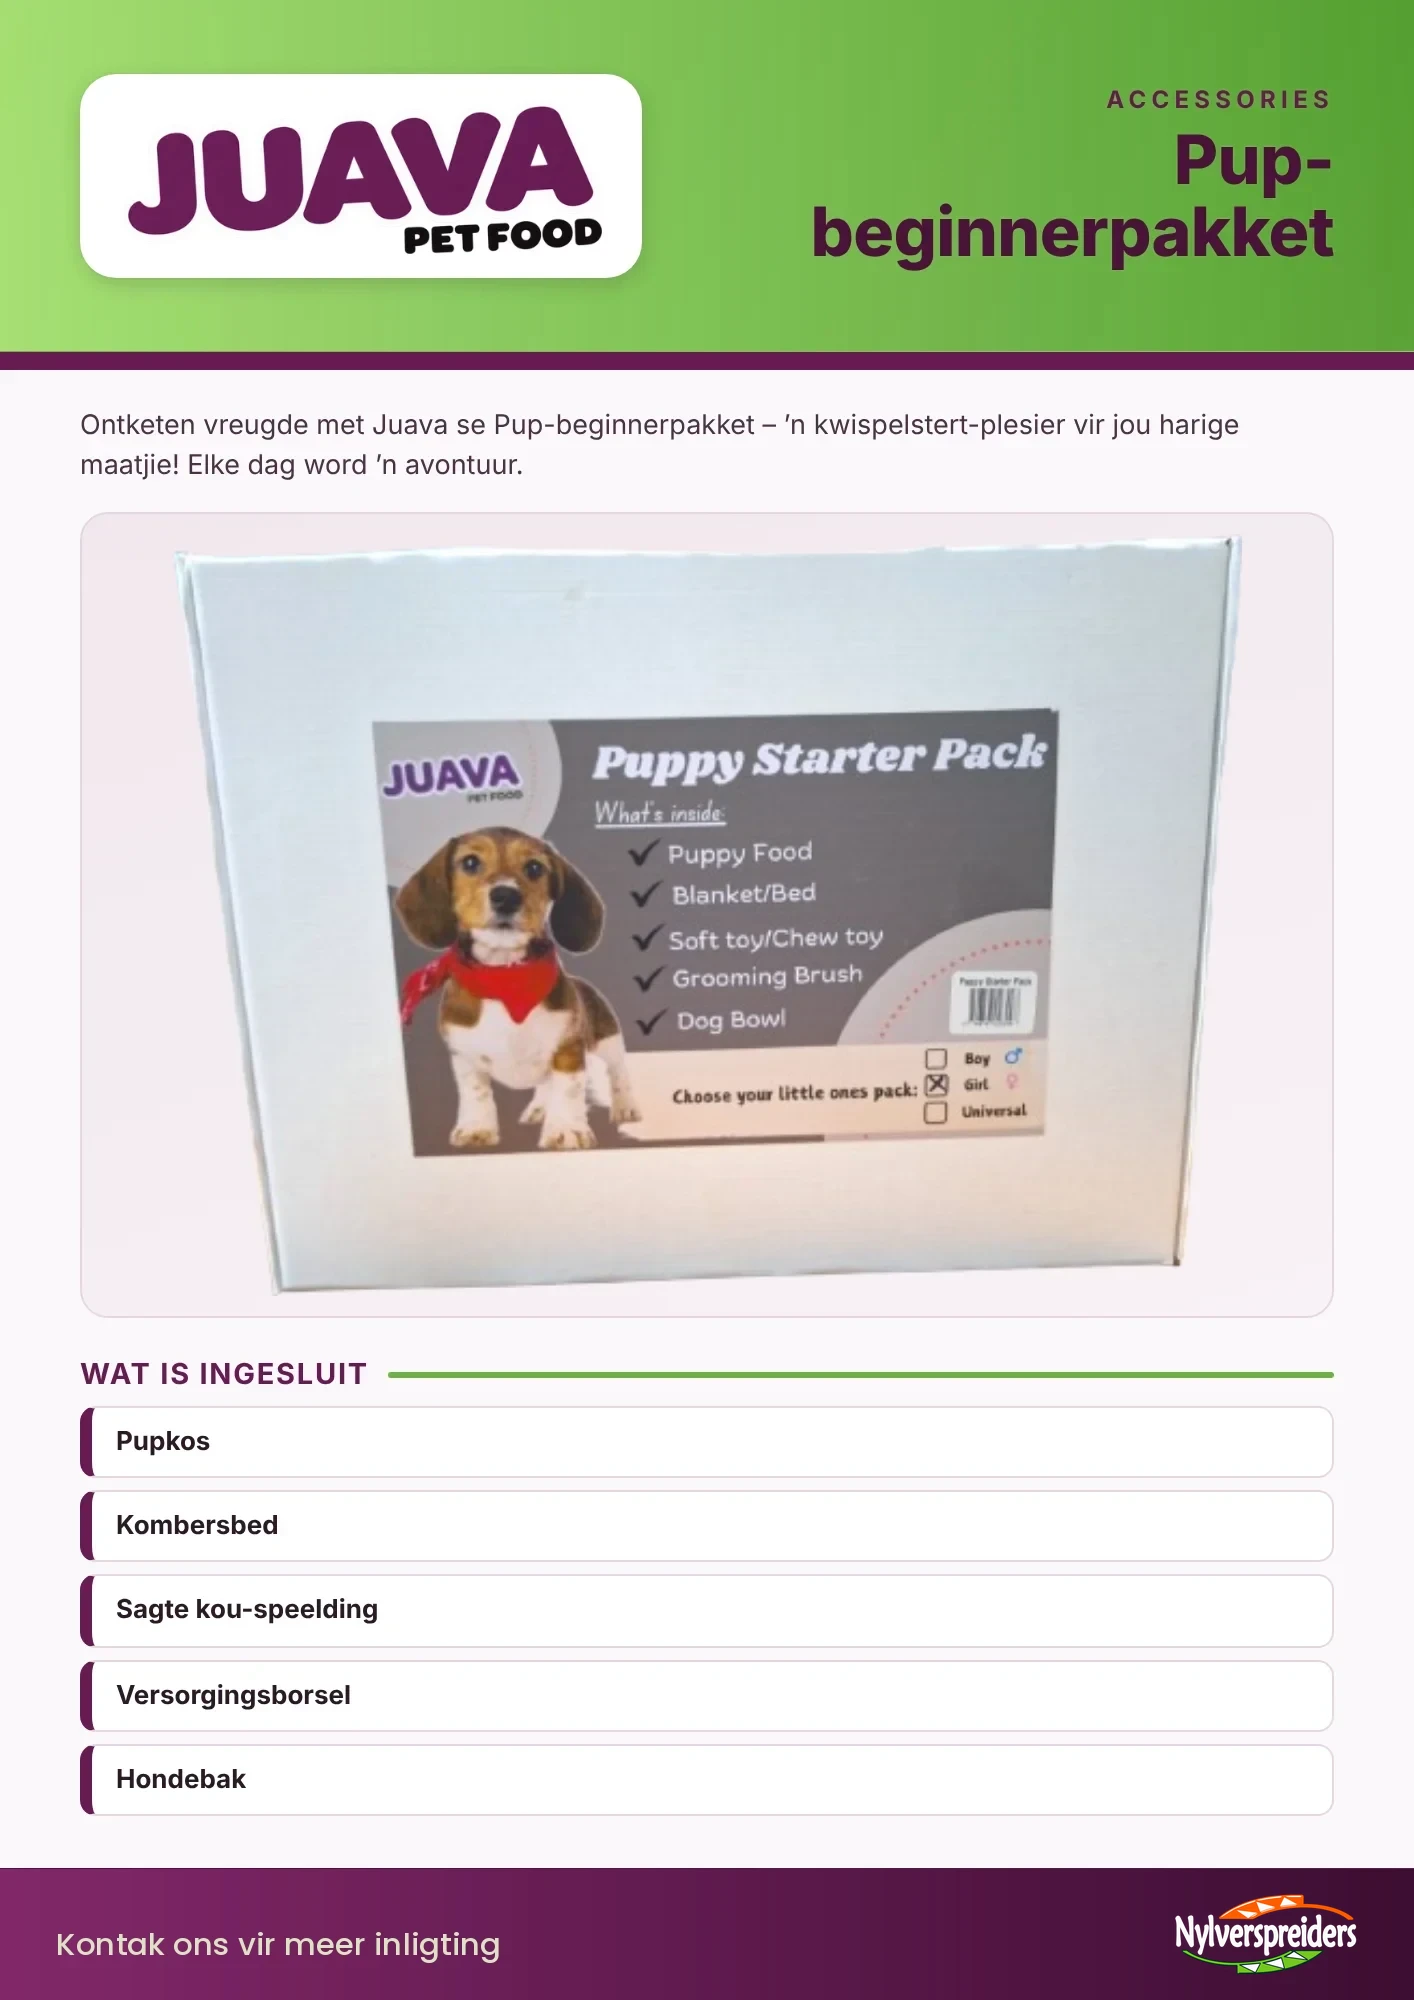 JUAVA
PET FOOD
ACCESSORIES
Pup-
beginnerpakket
Ontketen vreugde met Juava se Pup-beginnerpakket – ’n kwispelstert-plesier vir jou harige
maatjie! Elke dag word ’n avontuur.
JUAVA
PET FOOD
Puppy Starter Pack
What's inside:
Puppy Food
Blanket/Bed
Soft toy/Chew toy
Grooming Brush
Dog Bowl
Puppy Starter Pack
Choose your little ones pack:
Boy
Girl
Universal
WAT IS INGESLUIT
Pupkos
Kombersbed
Sagte kou-speelding
Versorgingsborsel
Hondebak
Kontak ons vir meer inligting
Nylverspreiders